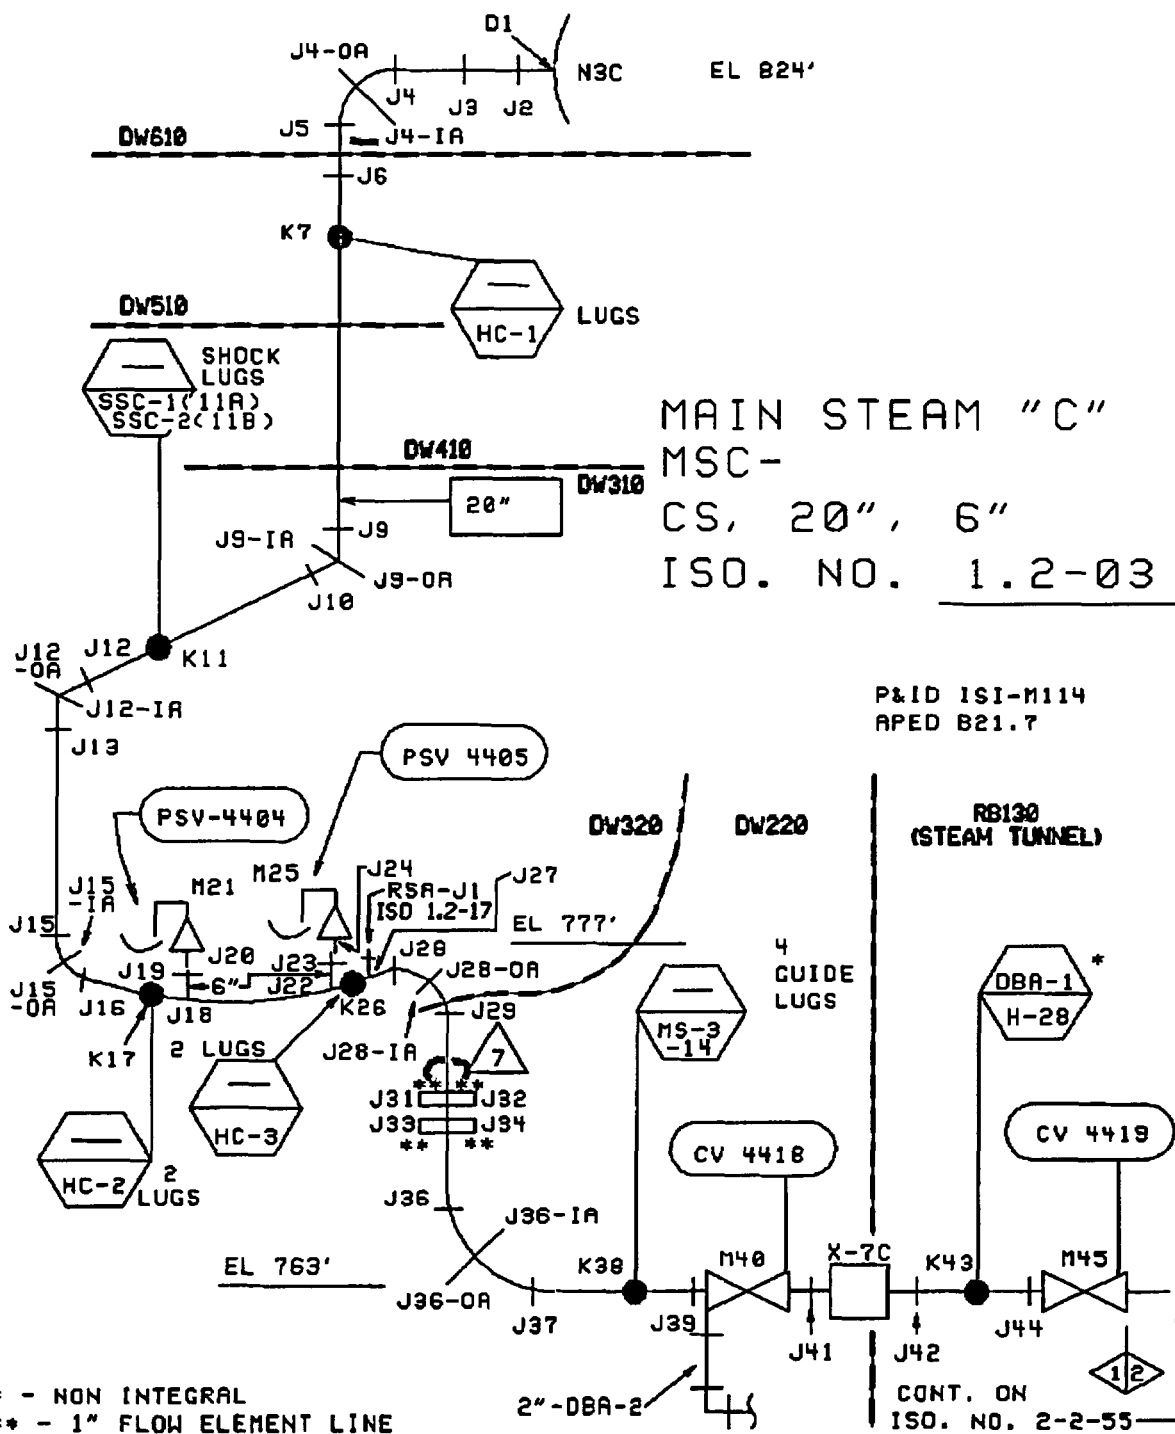 D1
J4-OA
N3C
EL 824'
J4
J3
J2
J5
J4-IA
DW610
J6
K7
DW510
HC-1
LUGS
SHOCK
LUGS
SSC-1(11A)
SSC-2(11B)
MAIN STEAM "C"
MSC-
CS, 20", 6"
ISO. NO. 1.2-03
DW410
DW310
20"
J9
J9-IA
J9-OA
J10
J12
-OA
J12
K11
J12-IA
J13
P&ID ISI-M114
APED B21.7
PSV 4405
PSV-4404
DW320
DW220
RB130
(STEAM TUNNEL)
J15
-IA
M21
M25
J24
J27
RSA-J1
ISO 1.2-17
EL 777'
J15
J20
J19
6"
J23
J22
J28
J28-OA
4
GUIDE
LUGS
DBA-1
*
H-28
J15
-OA
J16
J18
K26
J29
MS-3
-14
K17
2 LUGS
J28-IA
7
** **
J31
J32
J33
J34
** **
HC-3
HC-2
2
LUGS
CV 4418
CV 4419
J36
J36-IA
EL 763'
K38
M40
X-7C
K43
M45
J36-OA
J37
J39
J41
J42
J44
12
2"-DBA-2
* - NON INTEGRAL
** - 1" FLOW ELEMENT LINE
CONT. ON
ISO. NO. 2-2-55